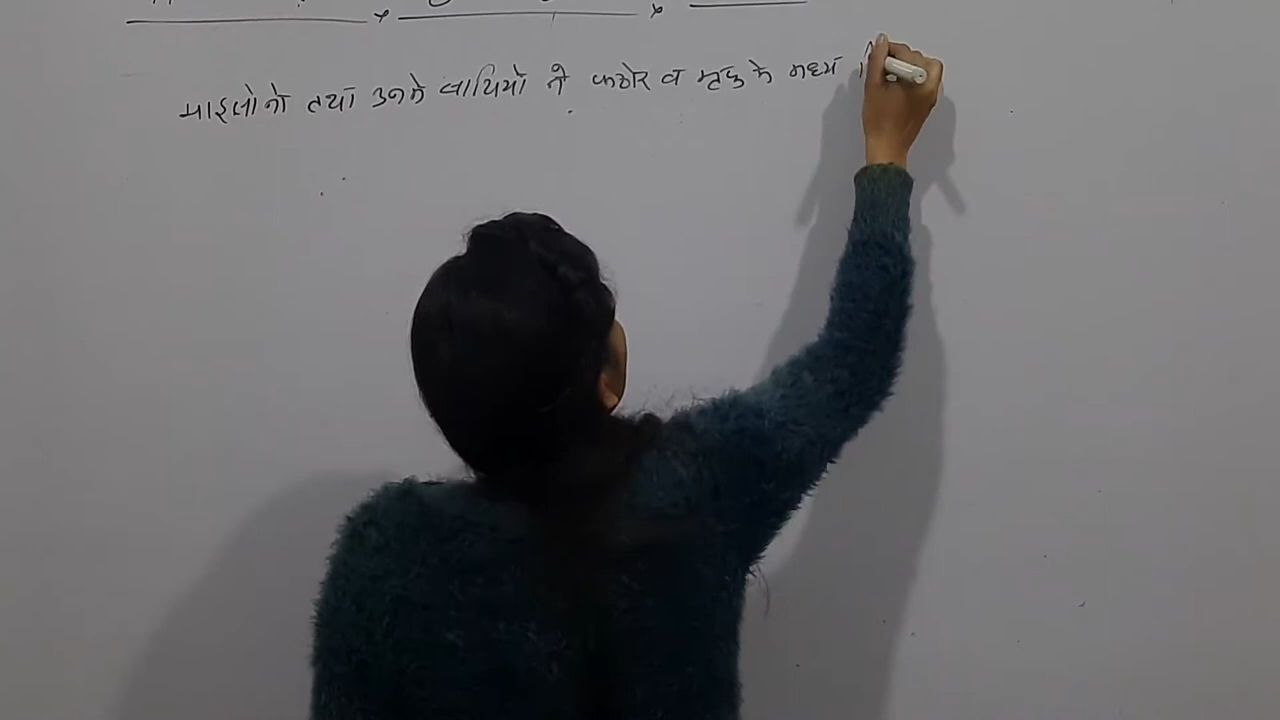 माइलोनो तथा उनके साथियों ने कठोर व मृदु के मध्य